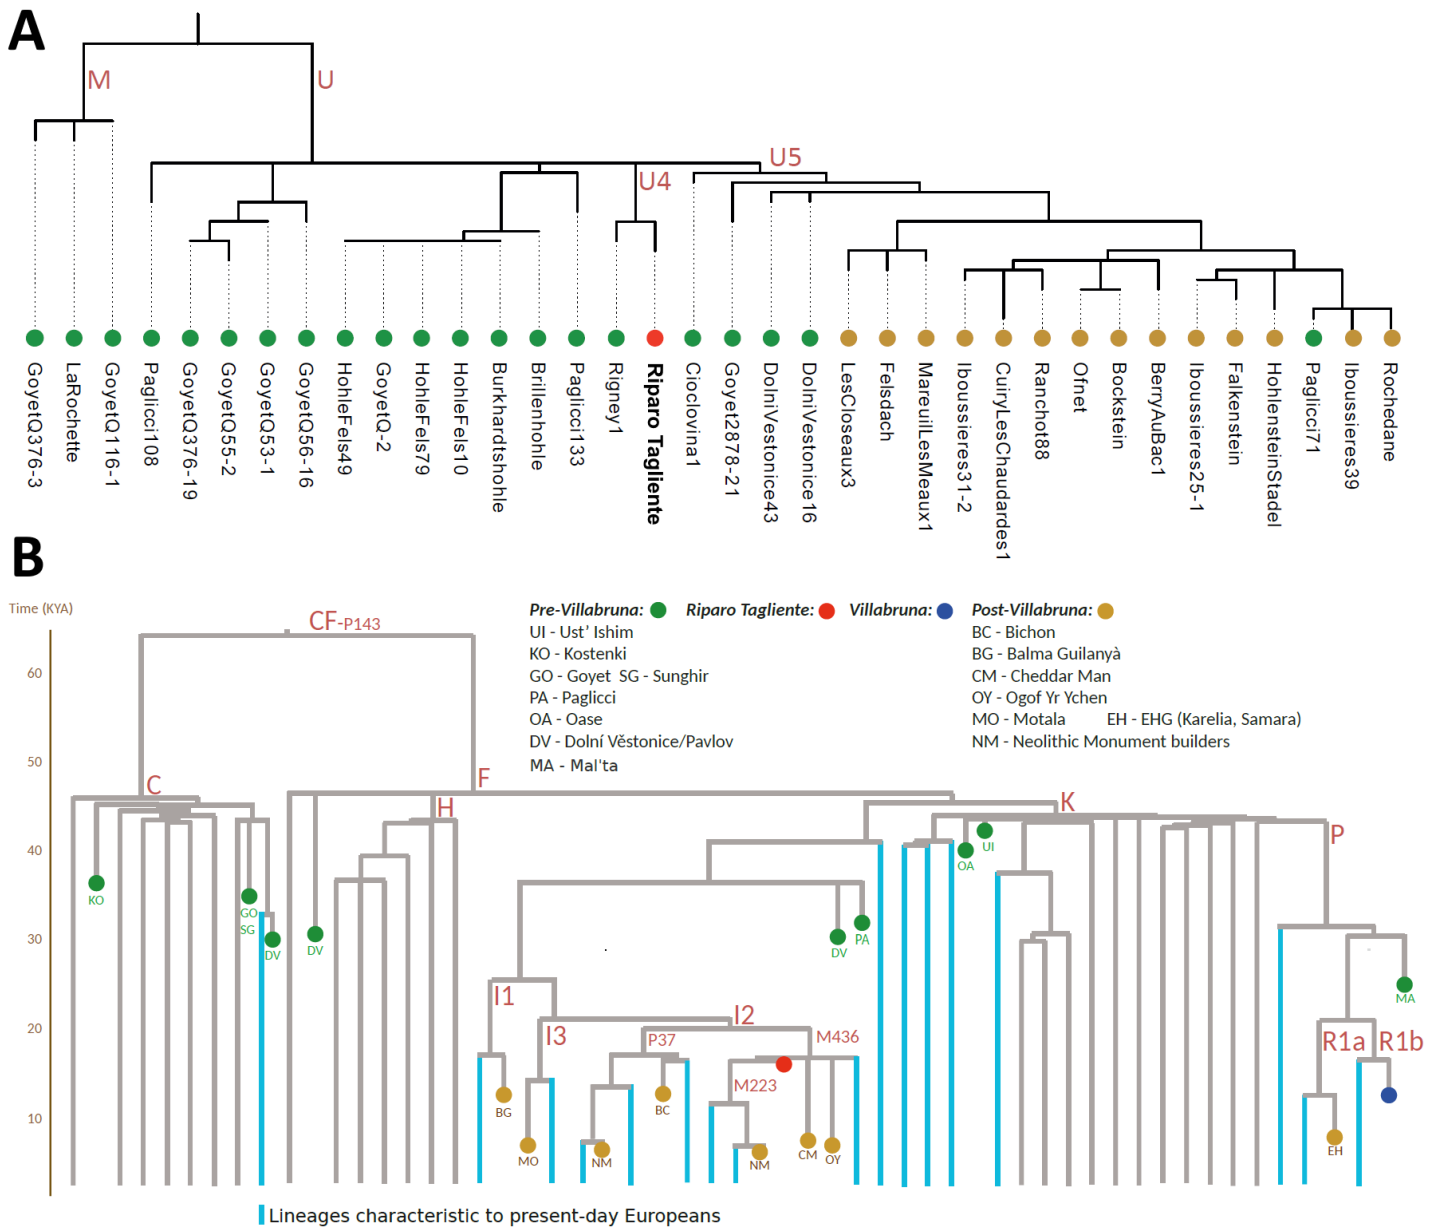 A
M
U
U5
U4
GoyetQ376-3
LaRochette
GoyetQ116-1
Paglicci108
GoyetQ376-19
GoyetQ55-2
GoyetQ53-1
GoyetQ56-16
HohleFels49
GoyetQ-2
HohleFels79
HohleFels10
Burkhardtshohle
Brillenhohle
Paglicci133
Rigney1
Riparo Tagliente
Cioclovina1
Goyet2878-21
DolniVestonice43
DolniVestonice16
LesCloseaux3
Felsdach
MareuilLesMeaux1
Iboussieres31-2
CuiryLesChaudardes1
Ranchot88
Ofnet
Bockstein
BerryAuBac1
Iboussieres25-1
Falkenstein
HohlensteinStadel
Paglicci71
Iboussieres39
Rochedane
B
Time (KYA)
60
50
40
30
20
10
Pre-Villabruna: Riparo Tagliente: Villabruna: Post-Villabruna:
UI - Ust' Ishim
KO - Kostenki
GO - Goyet SG - Sunghir
PA - Paglicci
OA - Oase
DV - Dolní Věstonice/Pavlov
MA - Mal'ta
BC - Bichon
BG - Balma Guilanyà
CM - Cheddar Man
OY - Ogof Yr Ychen
MO - Motala EH - EHG (Karelia, Samara)
NM - Neolithic Monument builders
CF-P143
C
F
H
K
P
KO
GO
SG
DV
DV
DV
PA
OA
UI
MA
I1
I3
I2
P37
M436
M223
R1a
R1b
BG
MO
NM
BC
NM
CM
OY
EH
Lineages characteristic to present-day Europeans